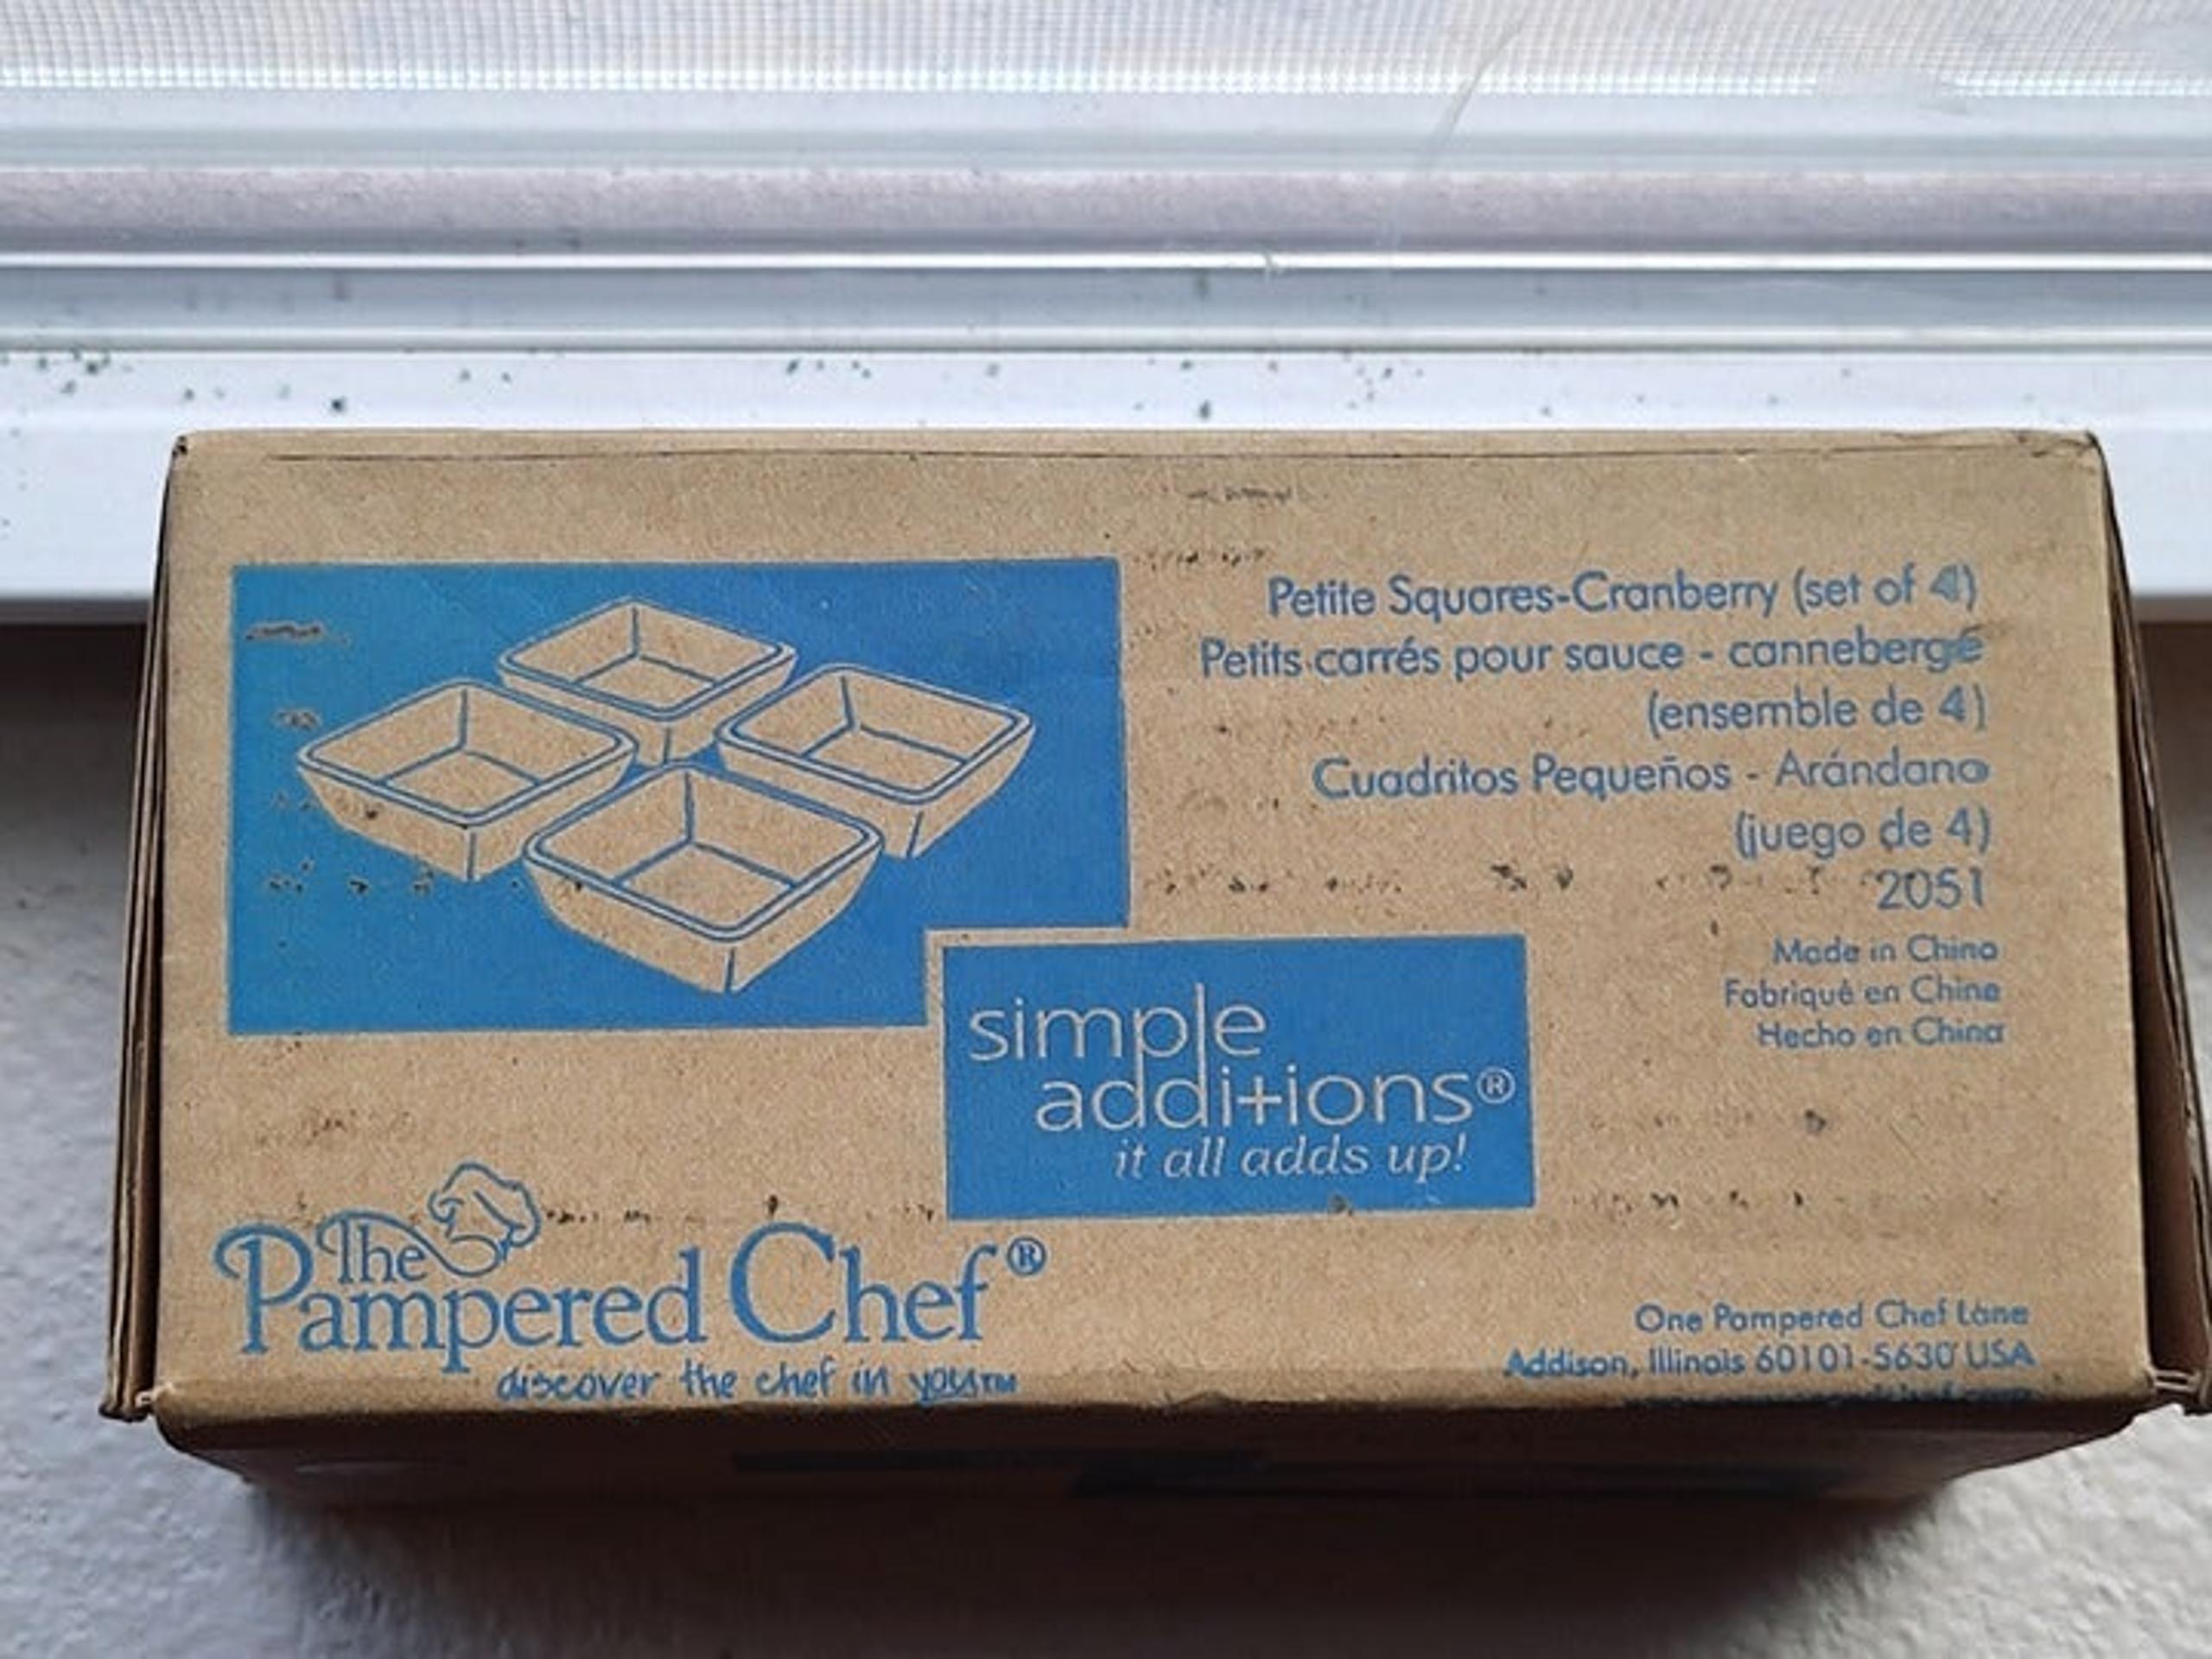 Petite Squares-Cranberry (set of 4)
Petits carrés pour sauce - canneberge
(ensemble de 4)
Cuadritos Pequeños - Arándano
(juego de 4)
2051
Made in China
Fabriqué en Chine
Hecho en China
simple
additions®
it all adds up!
The
Pampered Chef®
discover the chef in you™
One Pampered Chef Lane
Addison, Illinois 60101-5630 USA